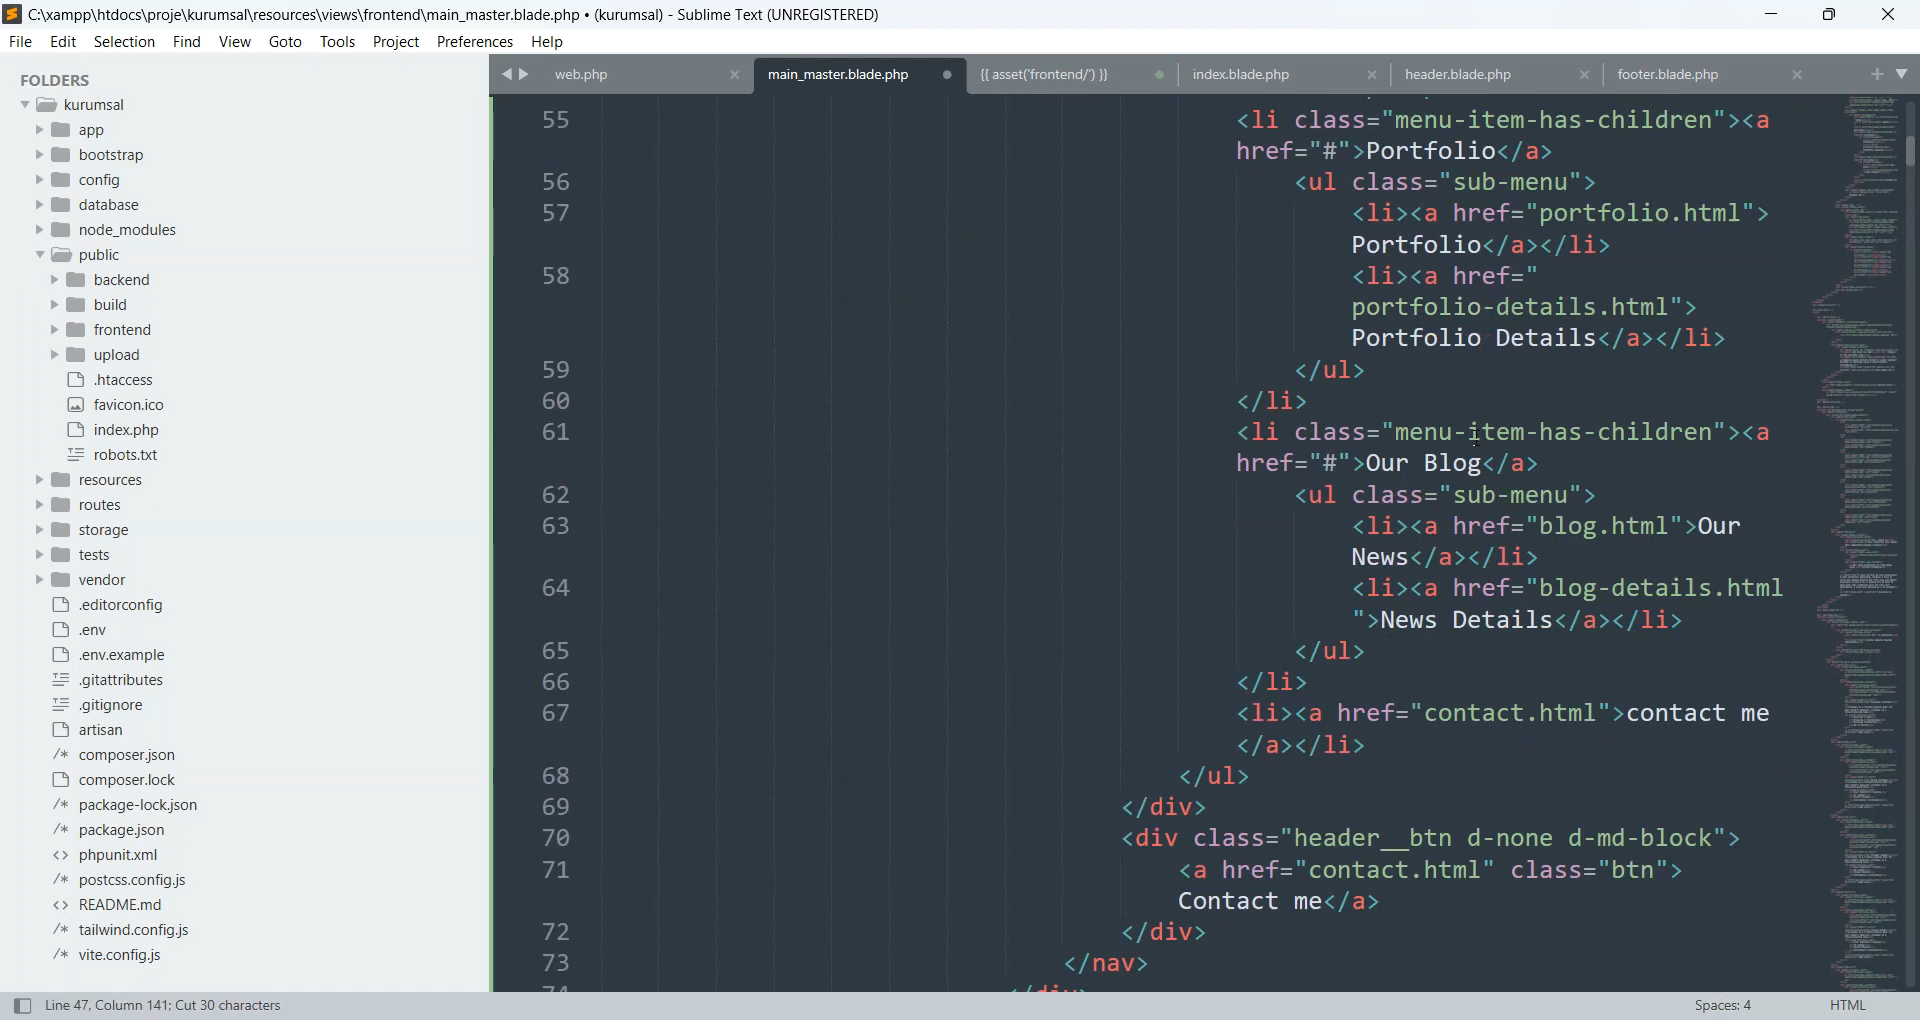 C:\xampp\htdocs\proje\kurumsal\resources\views\frontend\main_master.blade.php • (kurumsal) - Sublime Text (UNREGISTERED)
File Edit Selection Find View Goto Tools Project Preferences Help
FOLDERS
kurumsal
app
bootstrap
config
database
node_modules
public
backend
build
frontend
upload
.htaccess
favicon.ico
index.php
robots.txt
resources
routes
storage
tests
vendor
.editorconfig
.env
.env.example
.gitattributes
.gitignore
artisan
/* composer.json
composer.lock
/* package-lock.json
/* package.json
<> phpunit.xml
/* postcss.config.js
<> README.md
/* tailwind.config.js
/* vite.config.js
web.php main_master.blade.php {{ asset('frontend/') }} index.blade.php header.blade.php footer.blade.php
55 <li class="menu-item-has-children"><a
href="#">Portfolio</a>
56 <ul class="sub-menu">
57 <li><a href="portfolio.html">
Portfolio</a></li>
58 <li><a href="
portfolio-details.html">
Portfolio Details</a></li>
59 </ul>
60 </li>
61 <li class="menu-item-has-children"><a
href="#">Our Blog</a>
62 <ul class="sub-menu">
63 <li><a href="blog.html">Our
News</a></li>
64 <li><a href="blog-details.html
">News Details</a></li>
65 </ul>
66 </li>
67 <li><a href="contact.html">contact me
</a></li>
68 </ul>
69 </div>
70 <div class="header__btn d-none d-md-block">
71 <a href="contact.html" class="btn">
Contact me</a>
72 </div>
73 </nav>
74 </div>
Line 47, Column 141; Cut 30 characters Spaces: 4 HTML